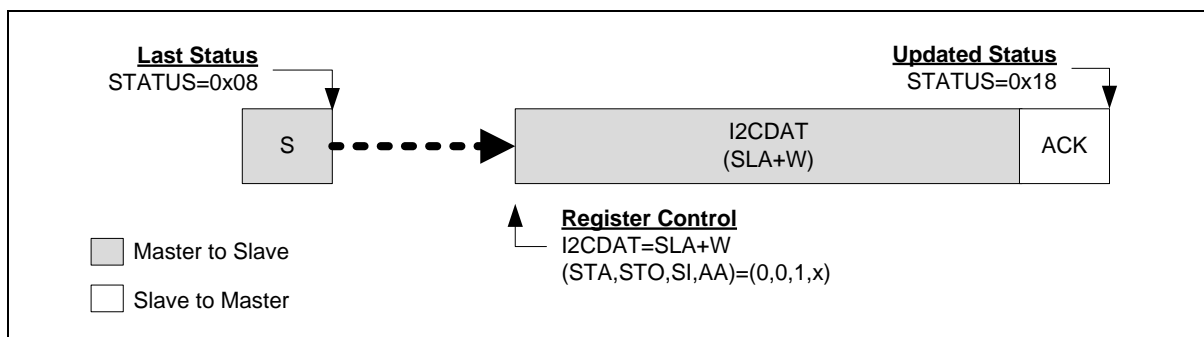 Last Status
STATUS=0x08
Updated Status
STATUS=0x18
S
I2CDAT
(SLA+W)
ACK
Register Control
I2CDAT=SLA+W
(STA,STO,SI,AA)=(0,0,1,x)
Master to Slave
Slave to Master